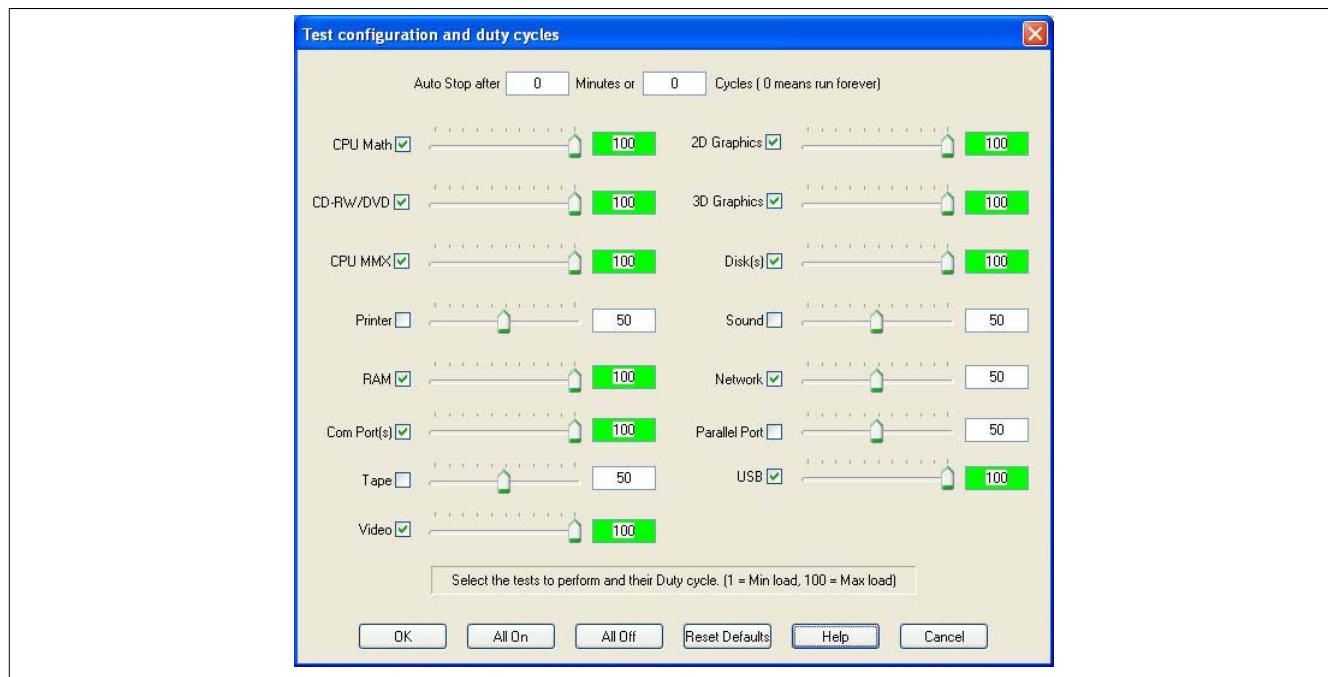 Test configuration and duty cycles
Auto Stop after 0 Minutes or 0 Cycles ( 0 means run forever)
CPU Math 100 2D Graphics 100
CD-RW/DVD 100 3D Graphics 100
CPU MMX 100 Disk(s) 100
Printer 50 Sound 50
RAM 100 Network 50
Com Port(s) 100 Parallel Port 50
Tape 50 USB 100
Video 100
Select the tests to perform and their Duty cycle. (1 = Min load, 100 = Max load)
OK All On All Off Reset Defaults Help Cancel